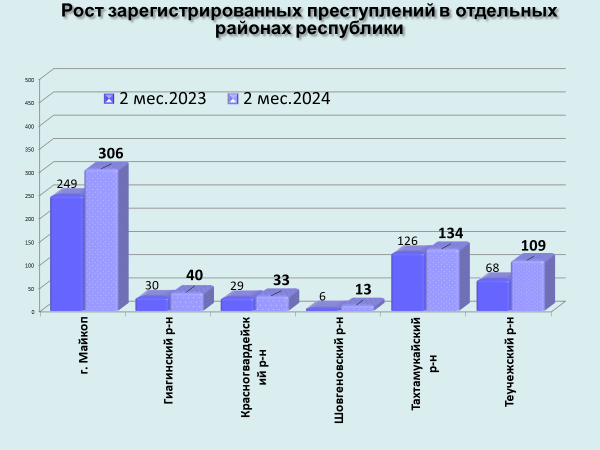 Рост зарегистрированных преступлений в отдельных
районах республики
500
450
400
350
300
250
200
150
100
50
0
2 мес.2023
2 мес.2024
249
306
30
40
29
33
6
13
126
134
68
109
г. Майкоп
Гиагинский р-н
Красногвардейск
ий р-н
Шовгеновский р-н
Тахтамукайский
р-н
Теучежский р-н